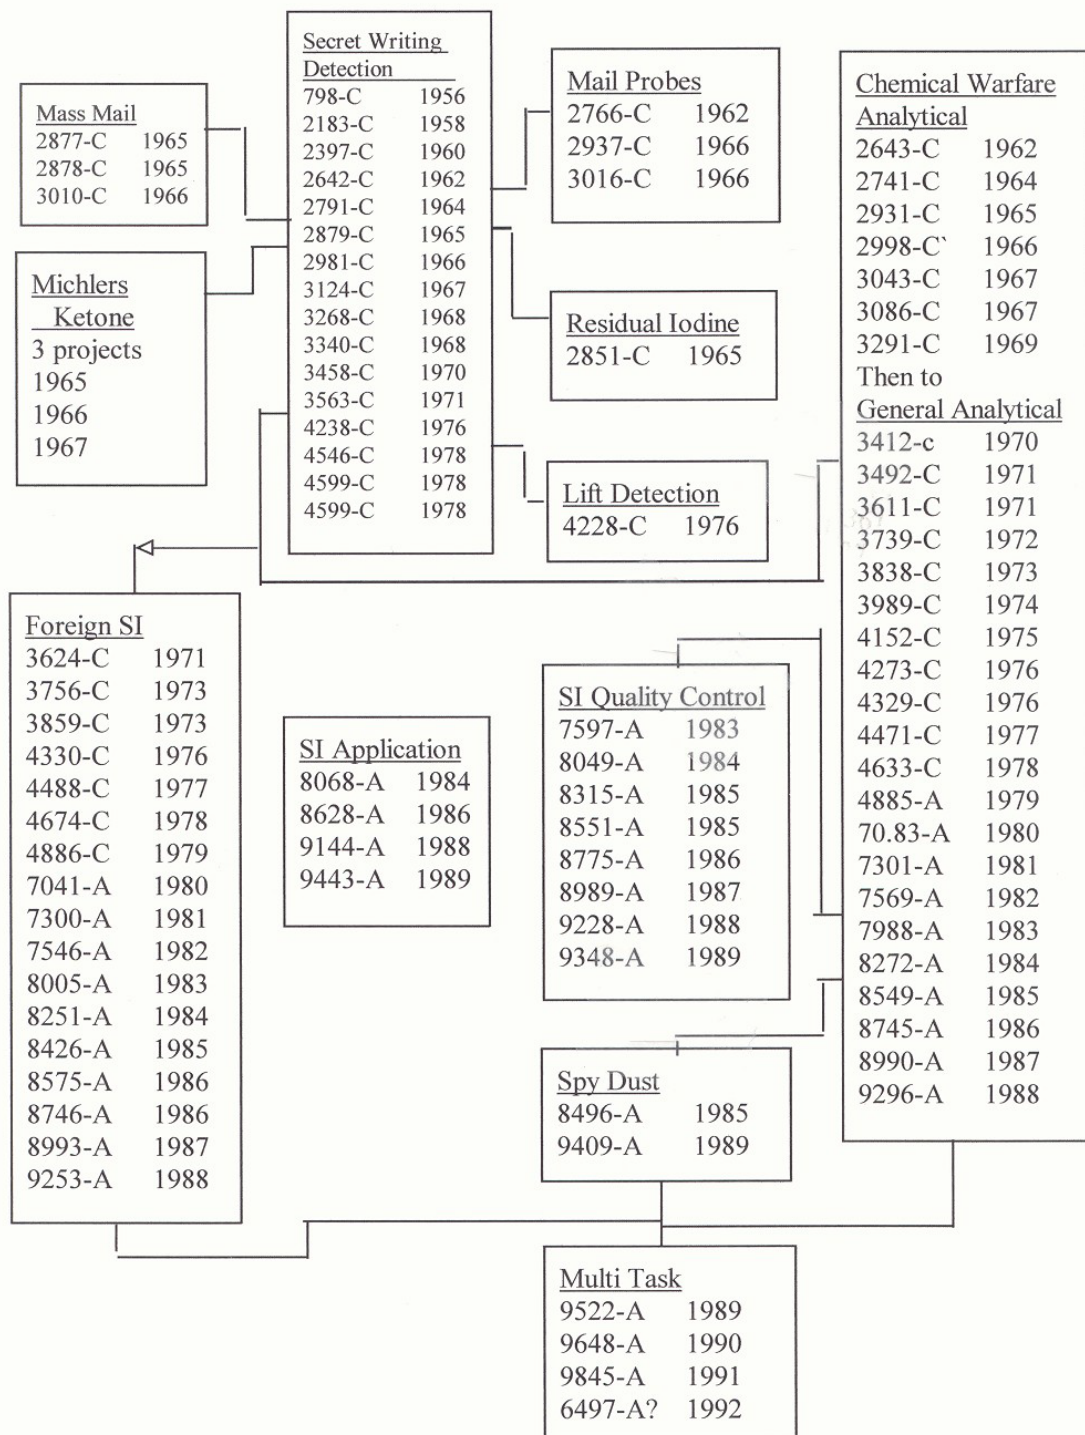 Secret Writing
Detection
798-C 1956
2183-C 1958
2397-C 1960
2642-C 1962
2791-C 1964
2879-C 1965
2981-C 1966
3124-C 1967
3268-C 1968
3340-C 1968
3458-C 1970
3563-C 1971
4238-C 1976
4546-C 1978
4599-C 1978
4599-C 1978
Mass Mail
2877-C 1965
2878-C 1965
3010-C 1966
Michlers
Ketone
3 projects
1965
1966
1967
Mail Probes
2766-C 1962
2937-C 1966
3016-C 1966
Residual Iodine
2851-C 1965
Lift Detection
4228-C 1976
Chemical Warfare
Analytical
2643-C 1962
2741-C 1964
2931-C 1965
2998-C` 1966
3043-C 1967
3086-C 1967
3291-C 1969
Then to
General Analytical
3412-c 1970
3492-C 1971
3611-C 1971
3739-C 1972
3838-C 1973
3989-C 1974
4152-C 1975
4273-C 1976
4329-C 1976
4471-C 1977
4633-C 1978
4885-A 1979
70.83-A 1980
7301-A 1981
7569-A 1982
7988-A 1983
8272-A 1984
8549-A 1985
8745-A 1986
8990-A 1987
9296-A 1988
Foreign SI
3624-C 1971
3756-C 1973
3859-C 1973
4330-C 1976
4488-C 1977
4674-C 1978
4886-C 1979
7041-A 1980
7300-A 1981
7546-A 1982
8005-A 1983
8251-A 1984
8426-A 1985
8575-A 1986
8746-A 1986
8993-A 1987
9253-A 1988
SI Application
8068-A 1984
8628-A 1986
9144-A 1988
9443-A 1989
SI Quality Control
7597-A 1983
8049-A 1984
8315-A 1985
8551-A 1985
8775-A 1986
8989-A 1987
9228-A 1988
9348-A 1989
Spy Dust
8496-A 1985
9409-A 1989
Multi Task
9522-A 1989
9648-A 1990
9845-A 1991
6497-A? 1992